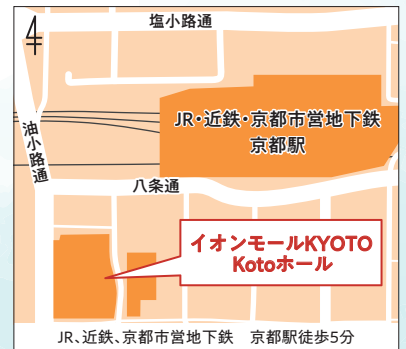 塩小路通
JR・近鉄・京都市営地下鉄
京都駅
油小路通
八条通
イオンモールKYOTO
Kotoホール
JR、近鉄、京都市営地下鉄　京都駅徒歩5分